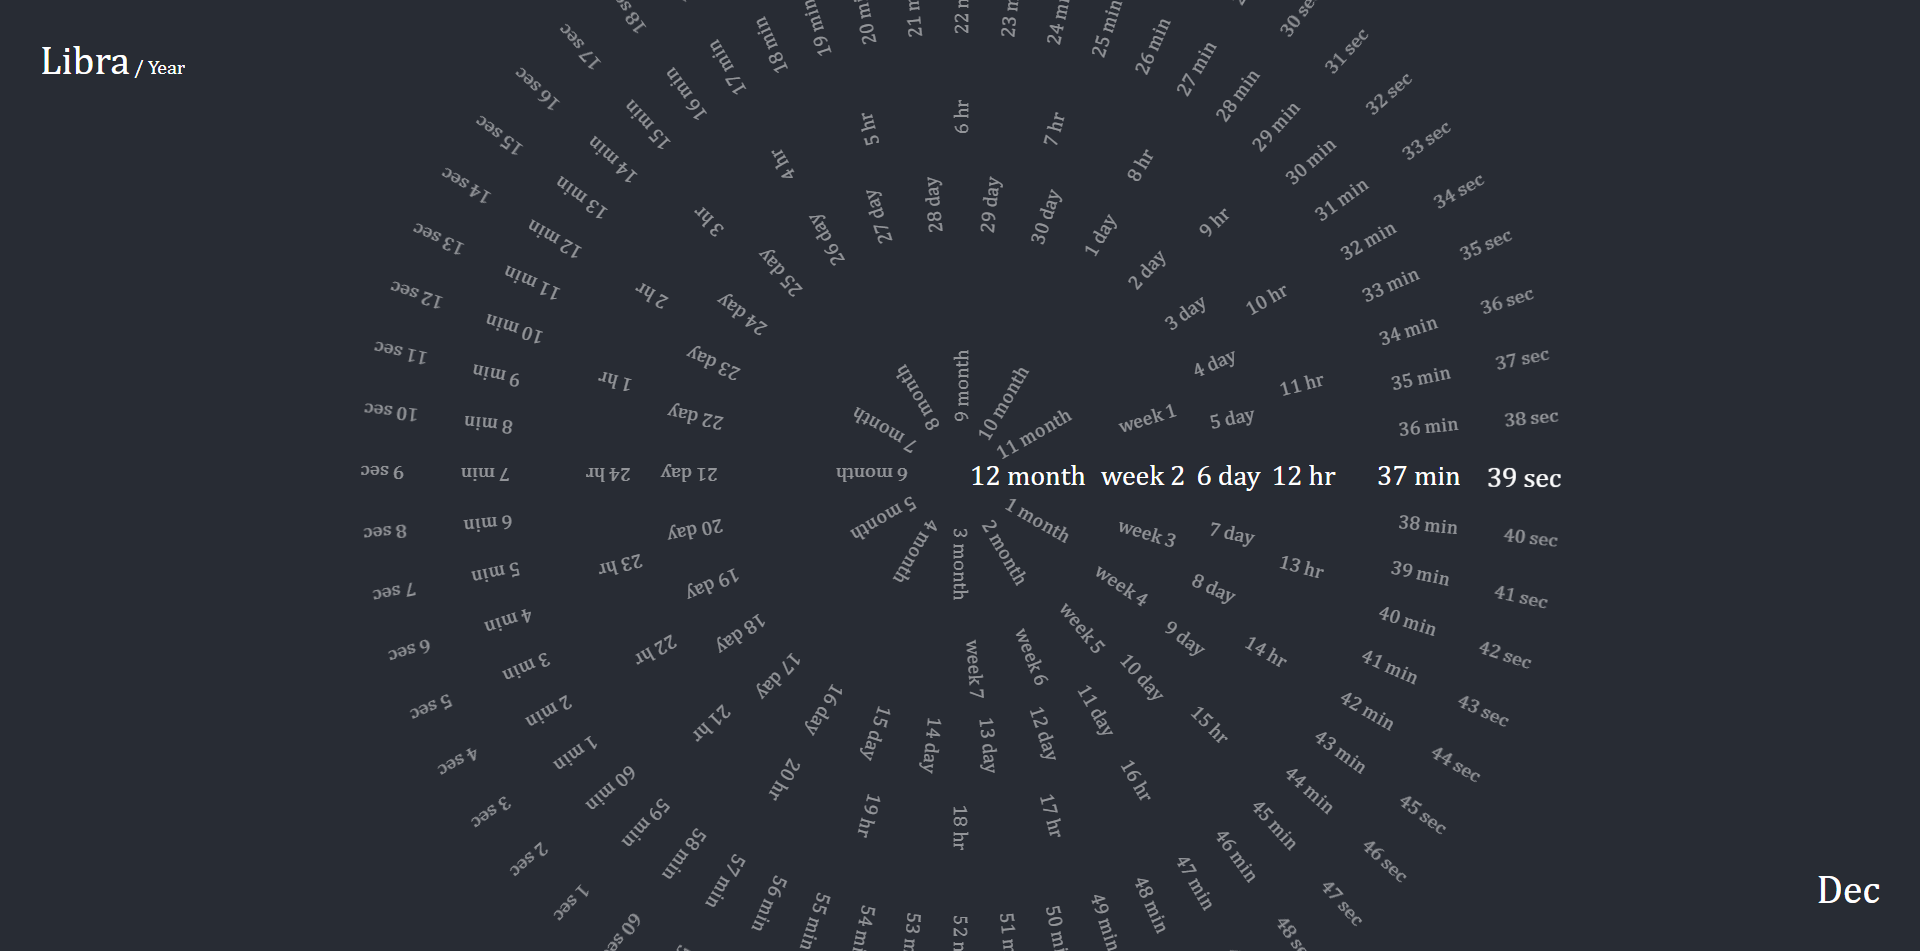 Libra / Year
9 month
10 month
11 month
12 month
1 month
2 month
3 month
4 month
5 month
6 month
7 month
8 month
week 1
week 2
week 3
week 4
week 5
week 6
week 7
28 day
29 day
30 day
1 day
2 day
3 day
4 day
5 day
6 day
7 day
8 day
9 day
10 day
11 day
12 day
13 day
14 day
15 day
16 day
17 day
18 day
19 day
20 day
21 day
22 day
23 day
24 day
25 day
26 day
27 day
6 hr
7 hr
8 hr
9 hr
10 hr
11 hr
12 hr
13 hr
14 hr
15 hr
16 hr
17 hr
18 hr
19 hr
20 hr
21 hr
22 hr
23 hr
24 hr
1 hr
2 hr
3 hr
4 hr
5 hr
22 m
23 m
24 mi
25 min
26 min
27 min
28 min
29 min
30 min
31 min
32 min
33 min
34 min
35 min
36 min
37 min
38 min
39 min
40 min
41 min
42 min
43 min
44 min
45 min
46 min
47 min
48 min
49 min
50 mi
51 m
52 m
53 m
54 mi
55 min
56 min
57 min
58 min
59 min
60 min
1 min
2 min
3 min
4 min
5 min
6 min
7 min
8 min
9 min
10 min
11 min
12 min
13 min
14 min
15 min
16 min
17 min
18 min
19 min
20 mi
21 m
30 sec
31 sec
32 sec
33 sec
34 sec
35 sec
36 sec
37 sec
38 sec
39 sec
40 sec
41 sec
42 sec
43 sec
44 sec
45 sec
46 sec
47 sec
48 se
60 sec
1 sec
2 sec
3 sec
4 sec
5 sec
6 sec
7 sec
8 sec
9 sec
10 sec
11 sec
12 sec
13 sec
14 sec
15 sec
16 sec
17 sec
18 se
Dec